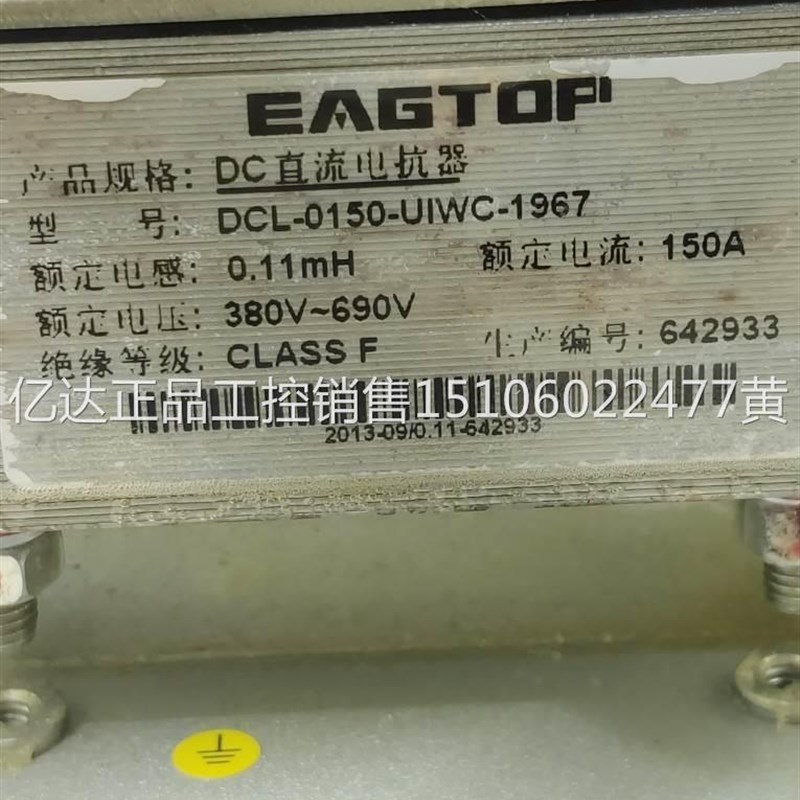 EAGTOP
产品规格: DC直流电抗器
型 号: DCL-0150-UIWC-1967
额定电感: 0.11mH 额定电流: 150A
额定电压: 380V~690V
绝缘等级: CLASS F 生产编号: 642933
亿达正品工控销售15106022477黄
2013-09/0.11-642933